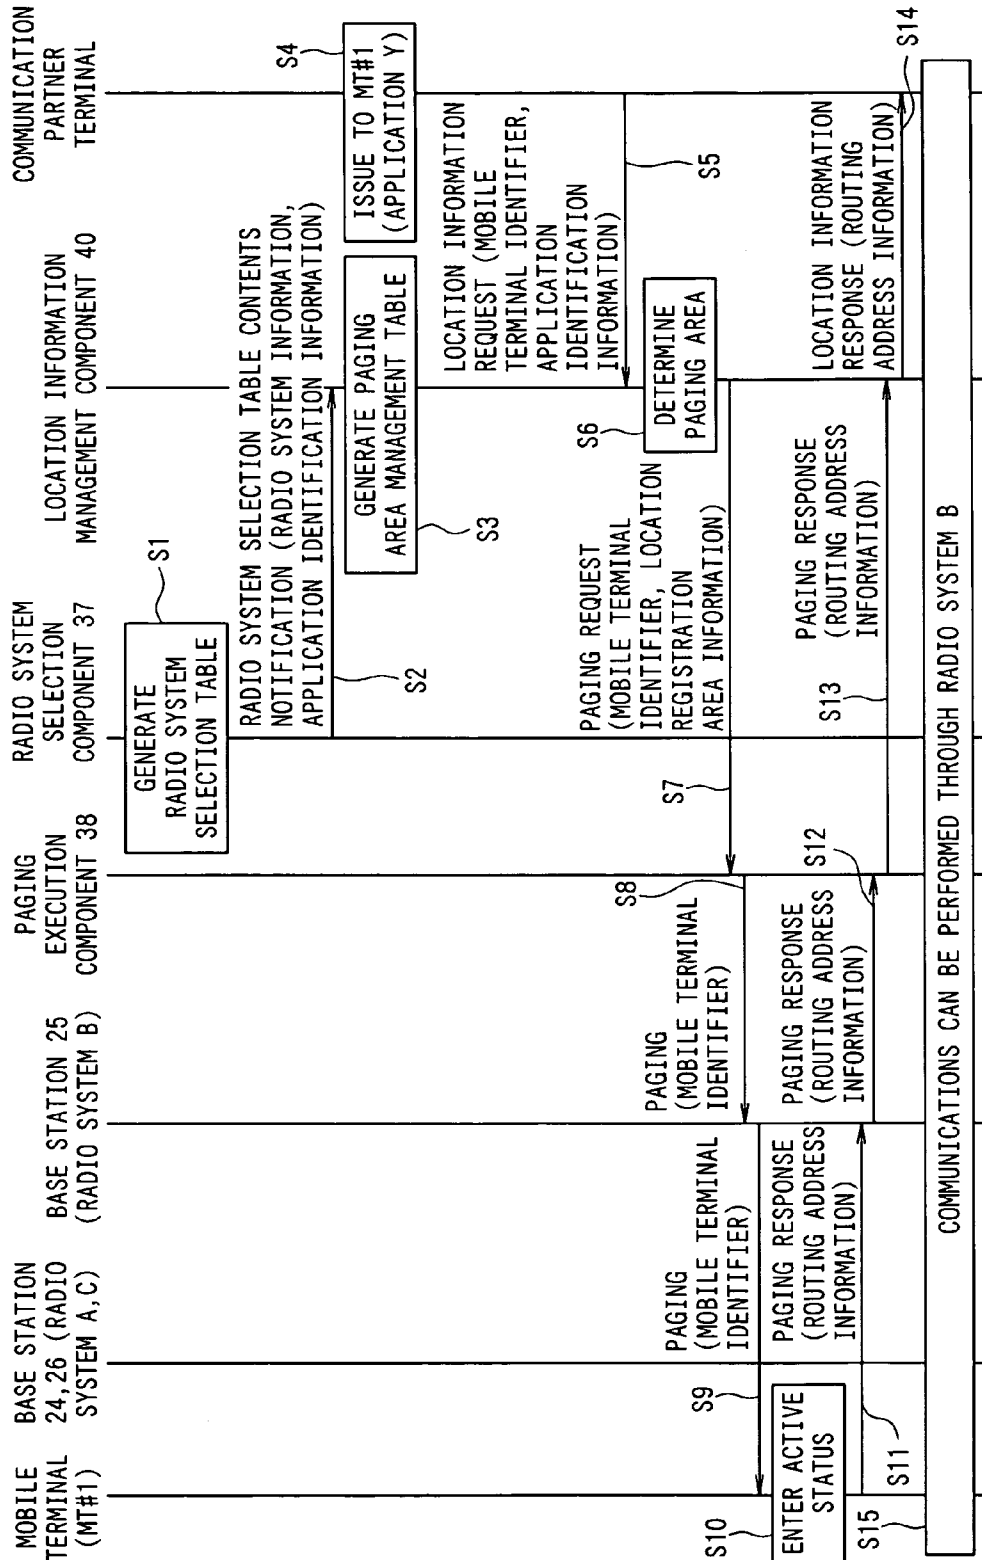 MOBILE
TERMINAL
(MT#1)
BASE STATION
24,26 (RADIO
SYSTEM A,C)
BASE STATION 25
(RADIO SYSTEM B)
PAGING
EXECUTION
COMPONENT 38
RADIO SYSTEM
SELECTION
COMPONENT 37
LOCATION INFORMATION
MANAGEMENT COMPONENT 40
COMMUNICATION
PARTNER
TERMINAL
S1
GENERATE
RADIO SYSTEM
SELECTION TABLE
RADIO SYSTEM SELECTION TABLE CONTENTS
NOTIFICATION (RADIO SYSTEM INFORMATION,
APPLICATION IDENTIFICATION INFORMATION)
S2
GENERATE PAGING
AREA MANAGEMENT TABLE
S3
S4
ISSUE TO MT#1
(APPLICATION Y)
LOCATION INFORMATION
REQUEST (MOBILE
TERMINAL IDENTIFIER,
APPLICATION
IDENTIFICATION
INFORMATION)
S5
S6
DETERMINE
PAGING AREA
PAGING REQUEST
(MOBILE TERMINAL
IDENTIFIER, LOCATION
REGISTRATION
AREA INFORMATION)
S7
S8
PAGING
(MOBILE TERMINAL
IDENTIFIER)
PAGING
(MOBILE TERMINAL
IDENTIFIER)
S9
S10
ENTER ACTIVE
STATUS
PAGING RESPONSE
(ROUTING ADDRESS
INFORMATION)
S11
PAGING RESPONSE
(ROUTING ADDRESS
INFORMATION)
S12
PAGING RESPONSE
(ROUTING ADDRESS
INFORMATION)
S13
LOCATION INFORMATION
RESPONSE (ROUTING
ADDRESS INFORMATION)
S14
S15
COMMUNICATIONS CAN BE PERFORMED THROUGH RADIO SYSTEM B